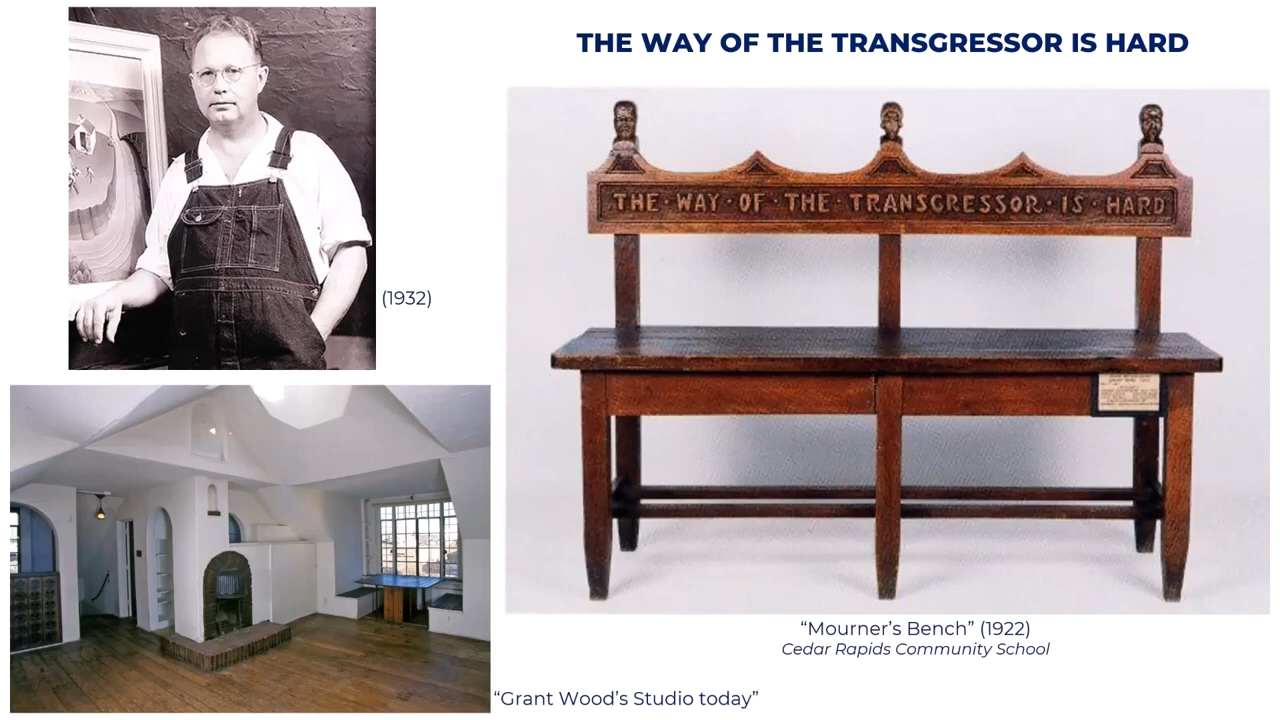 THE WAY OF THE TRANSGRESSOR IS HARD
THE · WAY · OF · THE · TRANSGRESSOR · IS · HARD
(1932)
“Mourner’s Bench” (1922)
Cedar Rapids Community School
“Grant Wood’s Studio today”